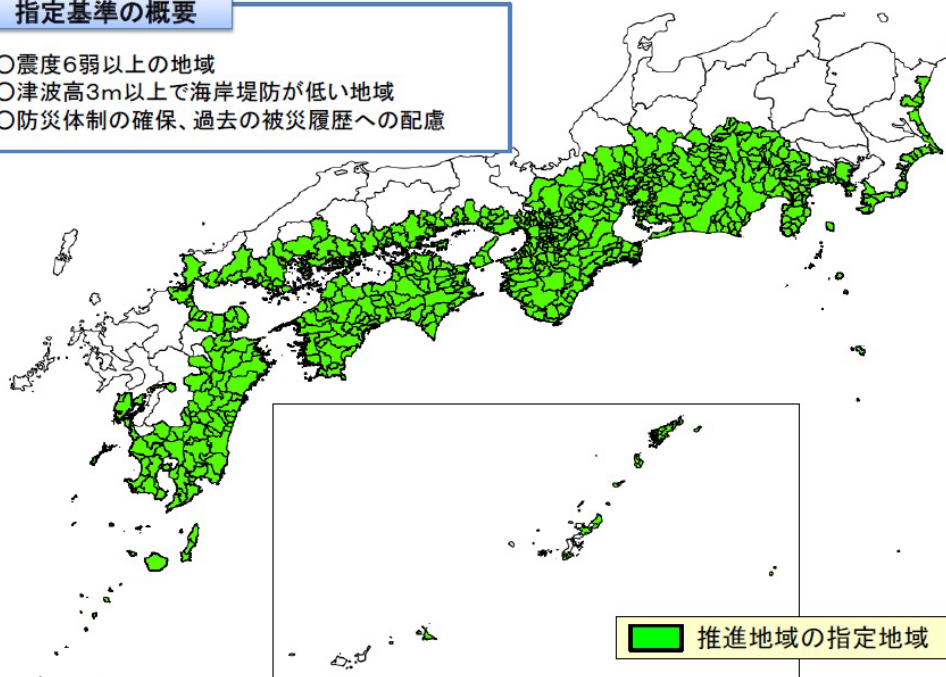 指定基準の概要
○震度6弱以上の地域
○津波高3m以上で海岸堤防が低い地域
○防災体制の確保、過去の被災履歴への配慮
推進地域の指定地域